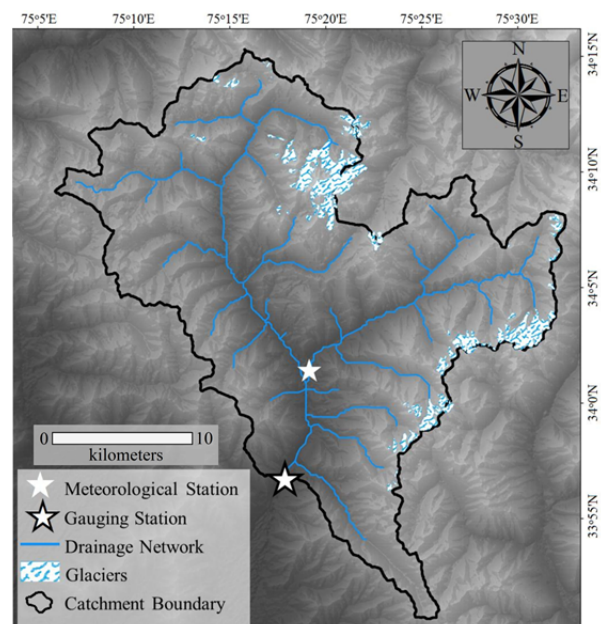 75°5'E 75°10'E 75°15'E 75°20'E 75°25'E 75°30'E
34°15'N
N
W E
S
34°10'N
34°5'N
34°0'N
33°55'N
0 10
kilometers
Meteorological Station
Gauging Station
Drainage Network
Glaciers
Catchment Boundary